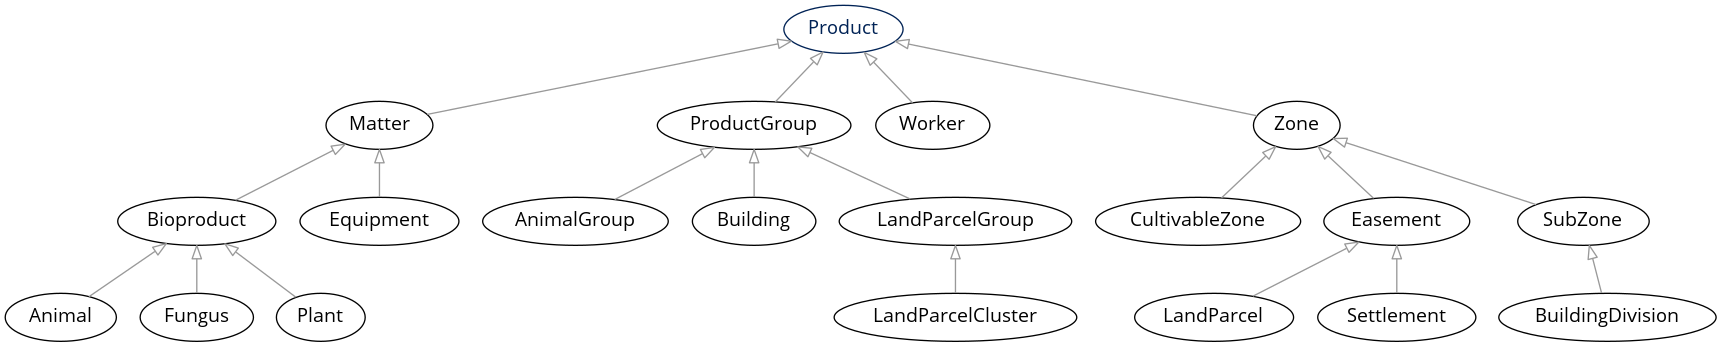 Product
Matter
ProductGroup
Worker
Zone
Bioproduct
Equipment
AnimalGroup
Building
LandParcelGroup
CultivableZone
Easement
SubZone
Animal
Fungus
Plant
LandParcelCluster
LandParcel
Settlement
BuildingDivision